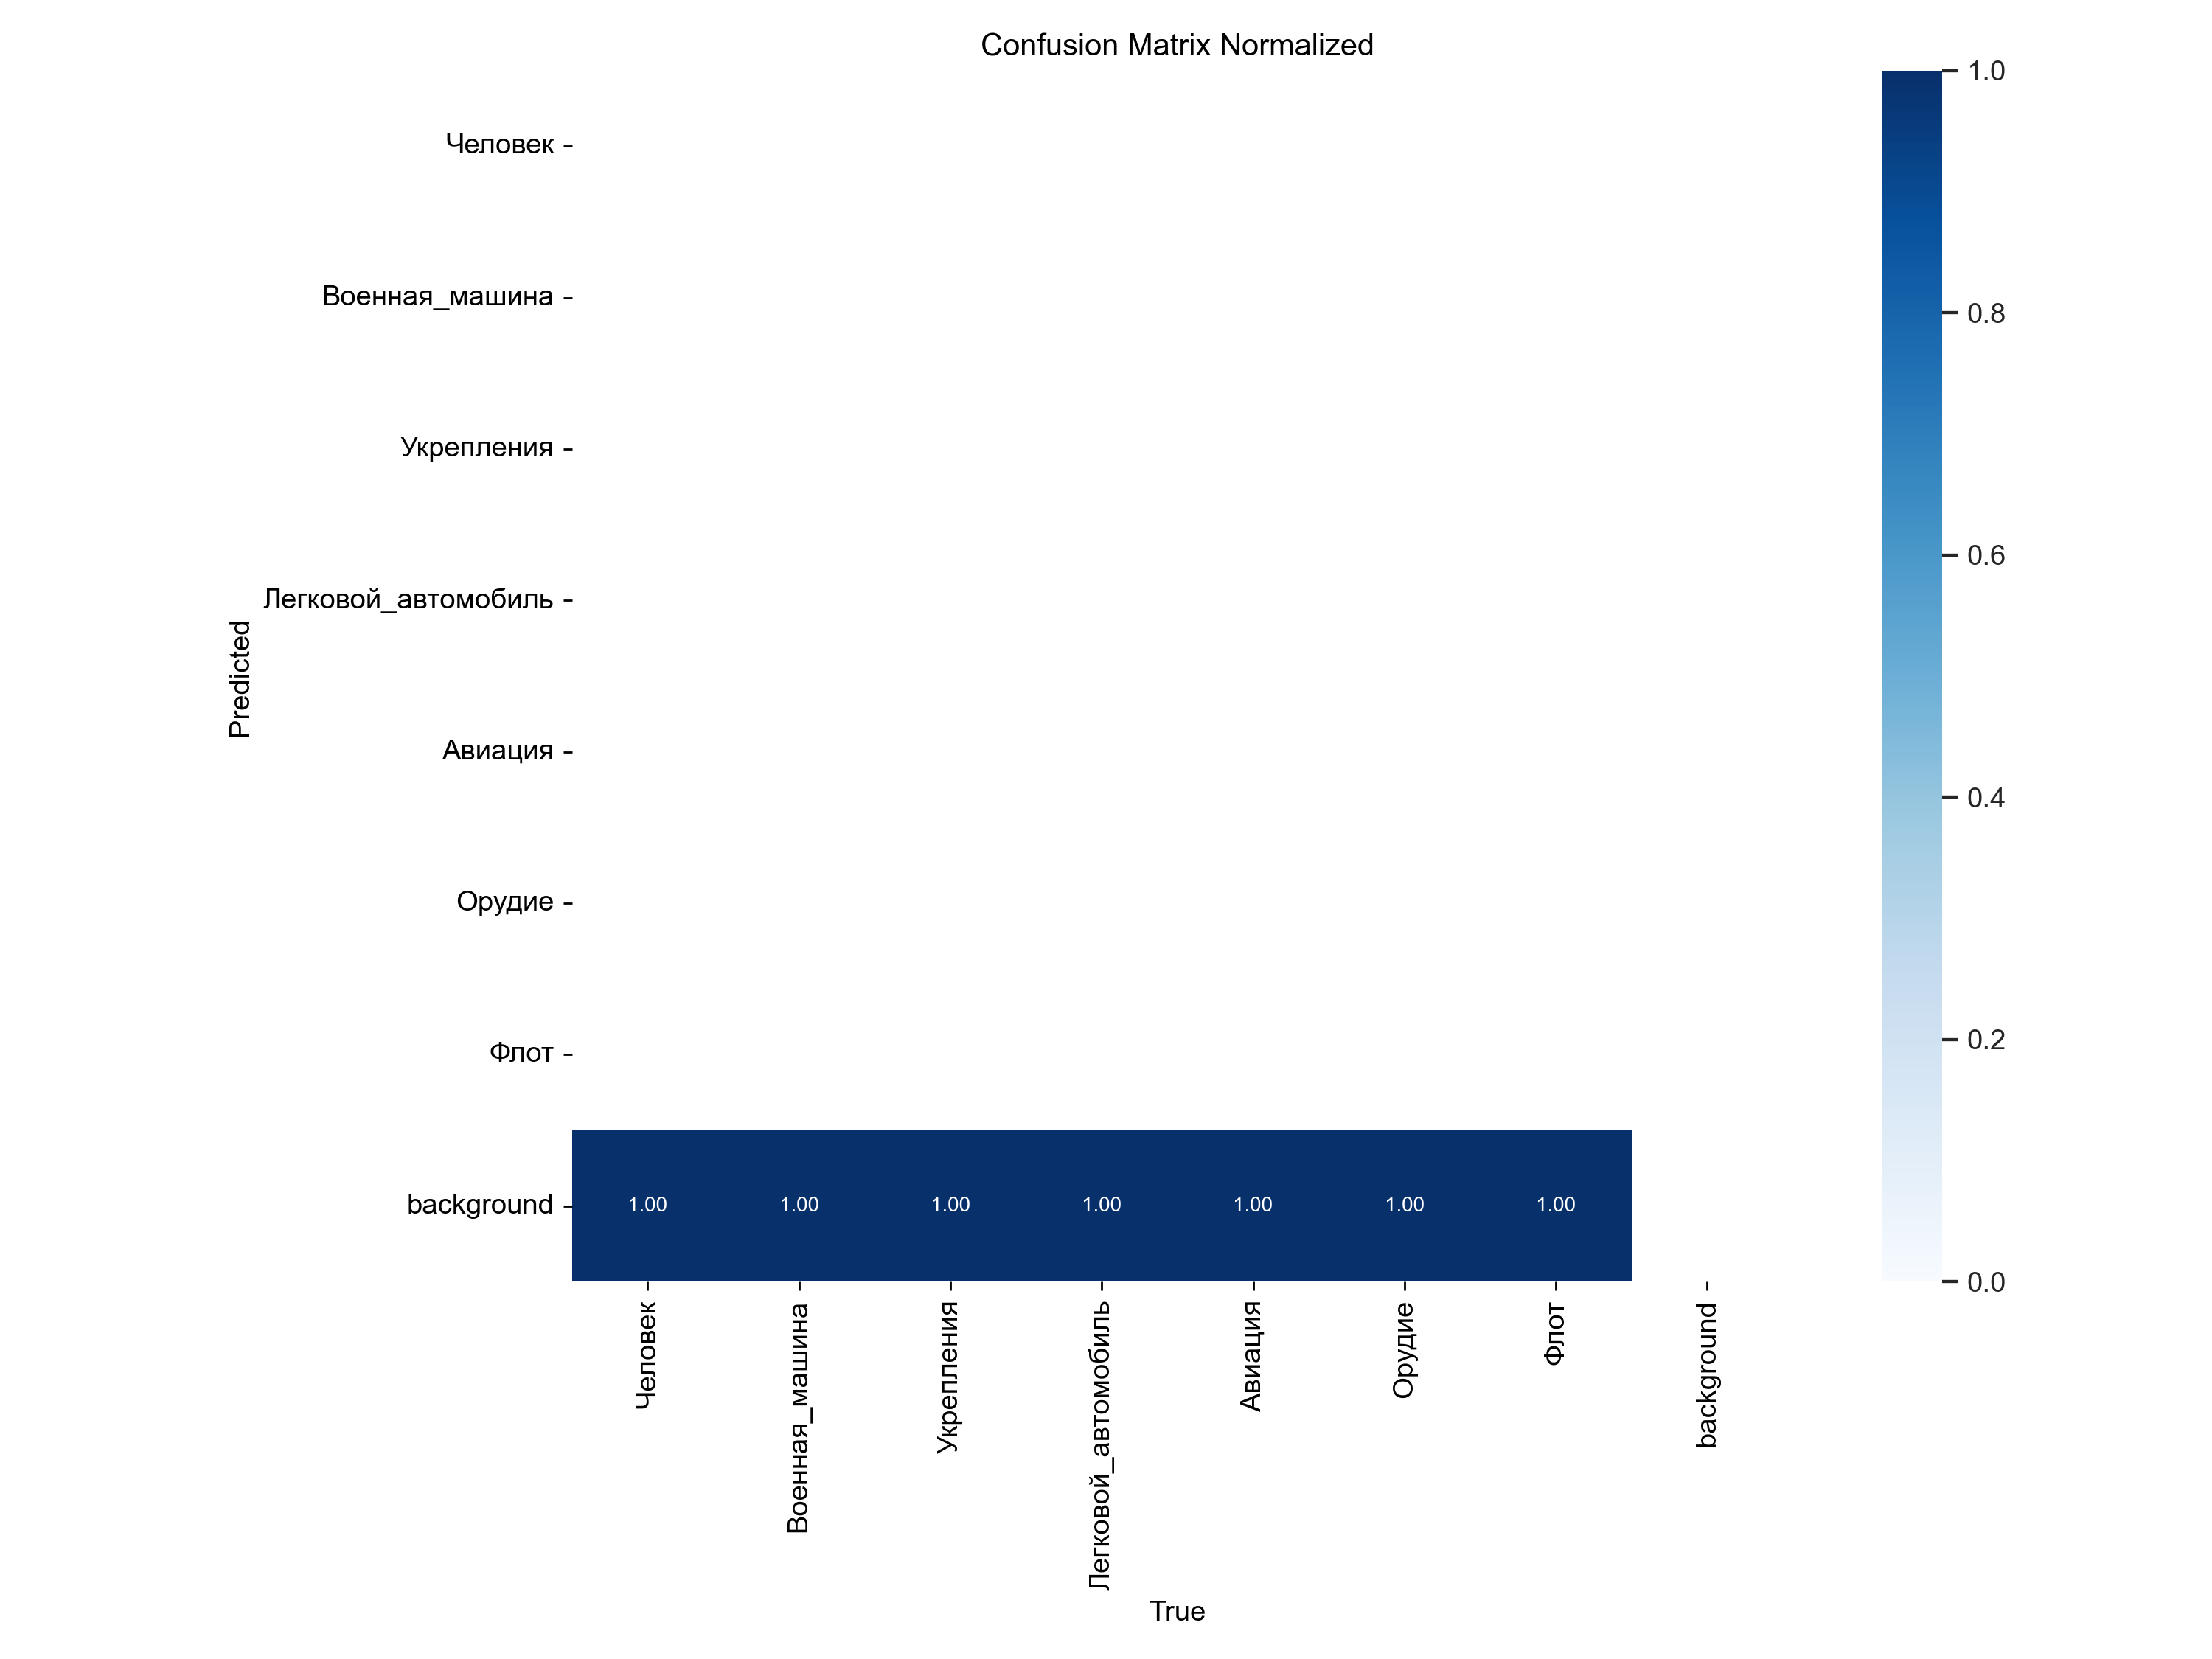 Confusion Matrix Normalized
Predicted
Человек
Военная_машина
Укрепления
Легковой_автомобиль
Авиация
Орудие
Флот
background
1.00 1.00 1.00 1.00 1.00 1.00 1.00
Человек
Военная_машина
Укрепления
Легковой_автомобиль
Авиация
Орудие
Флот
background
True
1.0
0.8
0.6
0.4
0.2
0.0